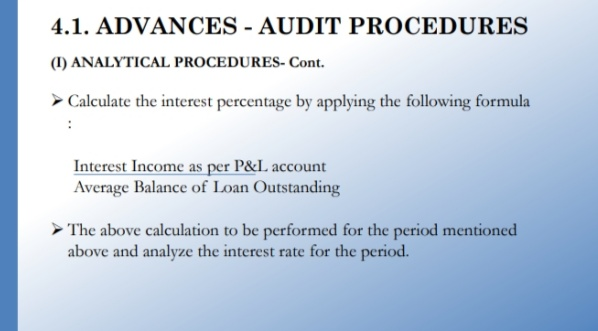 4.1. ADVANCES - AUDIT PROCEDURES
(I) ANALYTICAL PROCEDURES- Cont.
➢ Calculate the interest percentage by applying the following formula
:
Interest Income as per P&L account
Average Balance of Loan Outstanding
➢ The above calculation to be performed for the period mentioned
above and analyze the interest rate for the period.